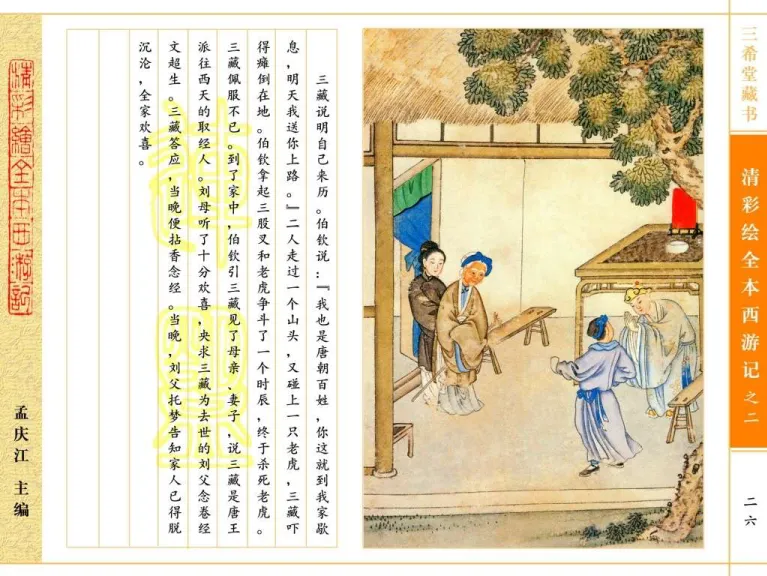 三希堂藏书
清彩绘全本西游记之二
二六
三藏说明自己来历。伯钦说：『我也是唐朝百姓，你这就到我家歇
息，明天我送你上路。』二人走过一个山头，又碰上一只老虎，三藏吓
得瘫倒在地。伯钦拿起三股叉和老虎争斗了一个时辰，终于杀死老虎。
三藏佩服不已。到了家中，伯钦引三藏见了母亲、妻子，说三藏是唐王
派往西天的取经人。刘母听了十分欢喜，央求三藏为去世的刘父念卷经
文超生。三藏答应，当晚便拈香念经。当晚，刘父托梦告知家人已得脱
沉沦，全家欢喜。
清彩绘全本西游记
孟庆江 主编